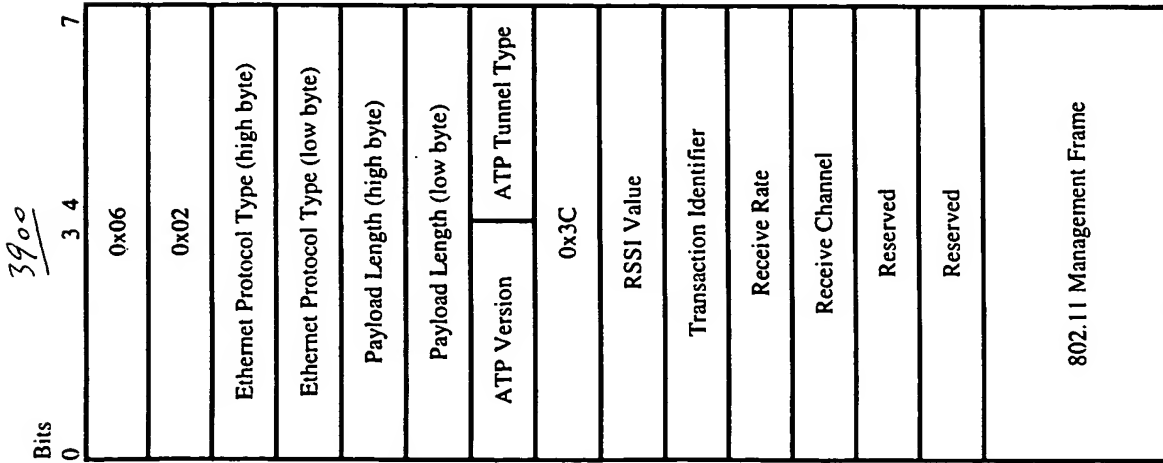 3900
Bits
0 3 4 7
0x06
0x02
Ethernet Protocol Type (high byte)
Ethernet Protocol Type (low byte)
Payload Length (high byte)
Payload Length (low byte)
ATP Version ATP Tunnel Type
0x3C
RSSI Value
Transaction Identifier
Receive Rate
Receive Channel
Reserved
Reserved
802.11 Management Frame